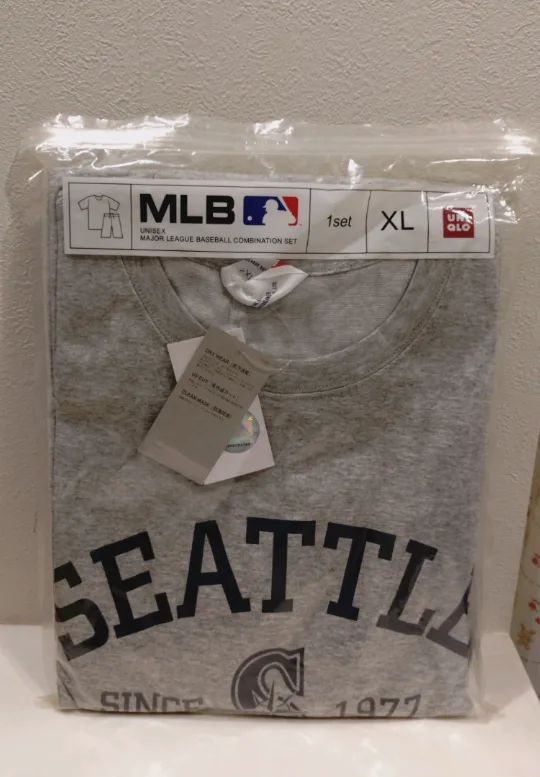 MLB
UNISEX
MAJOR LEAGUE BASEBALL COMBINATION SET
1set
XL
UNI
QLO
SEATTLE
SINCE 1977